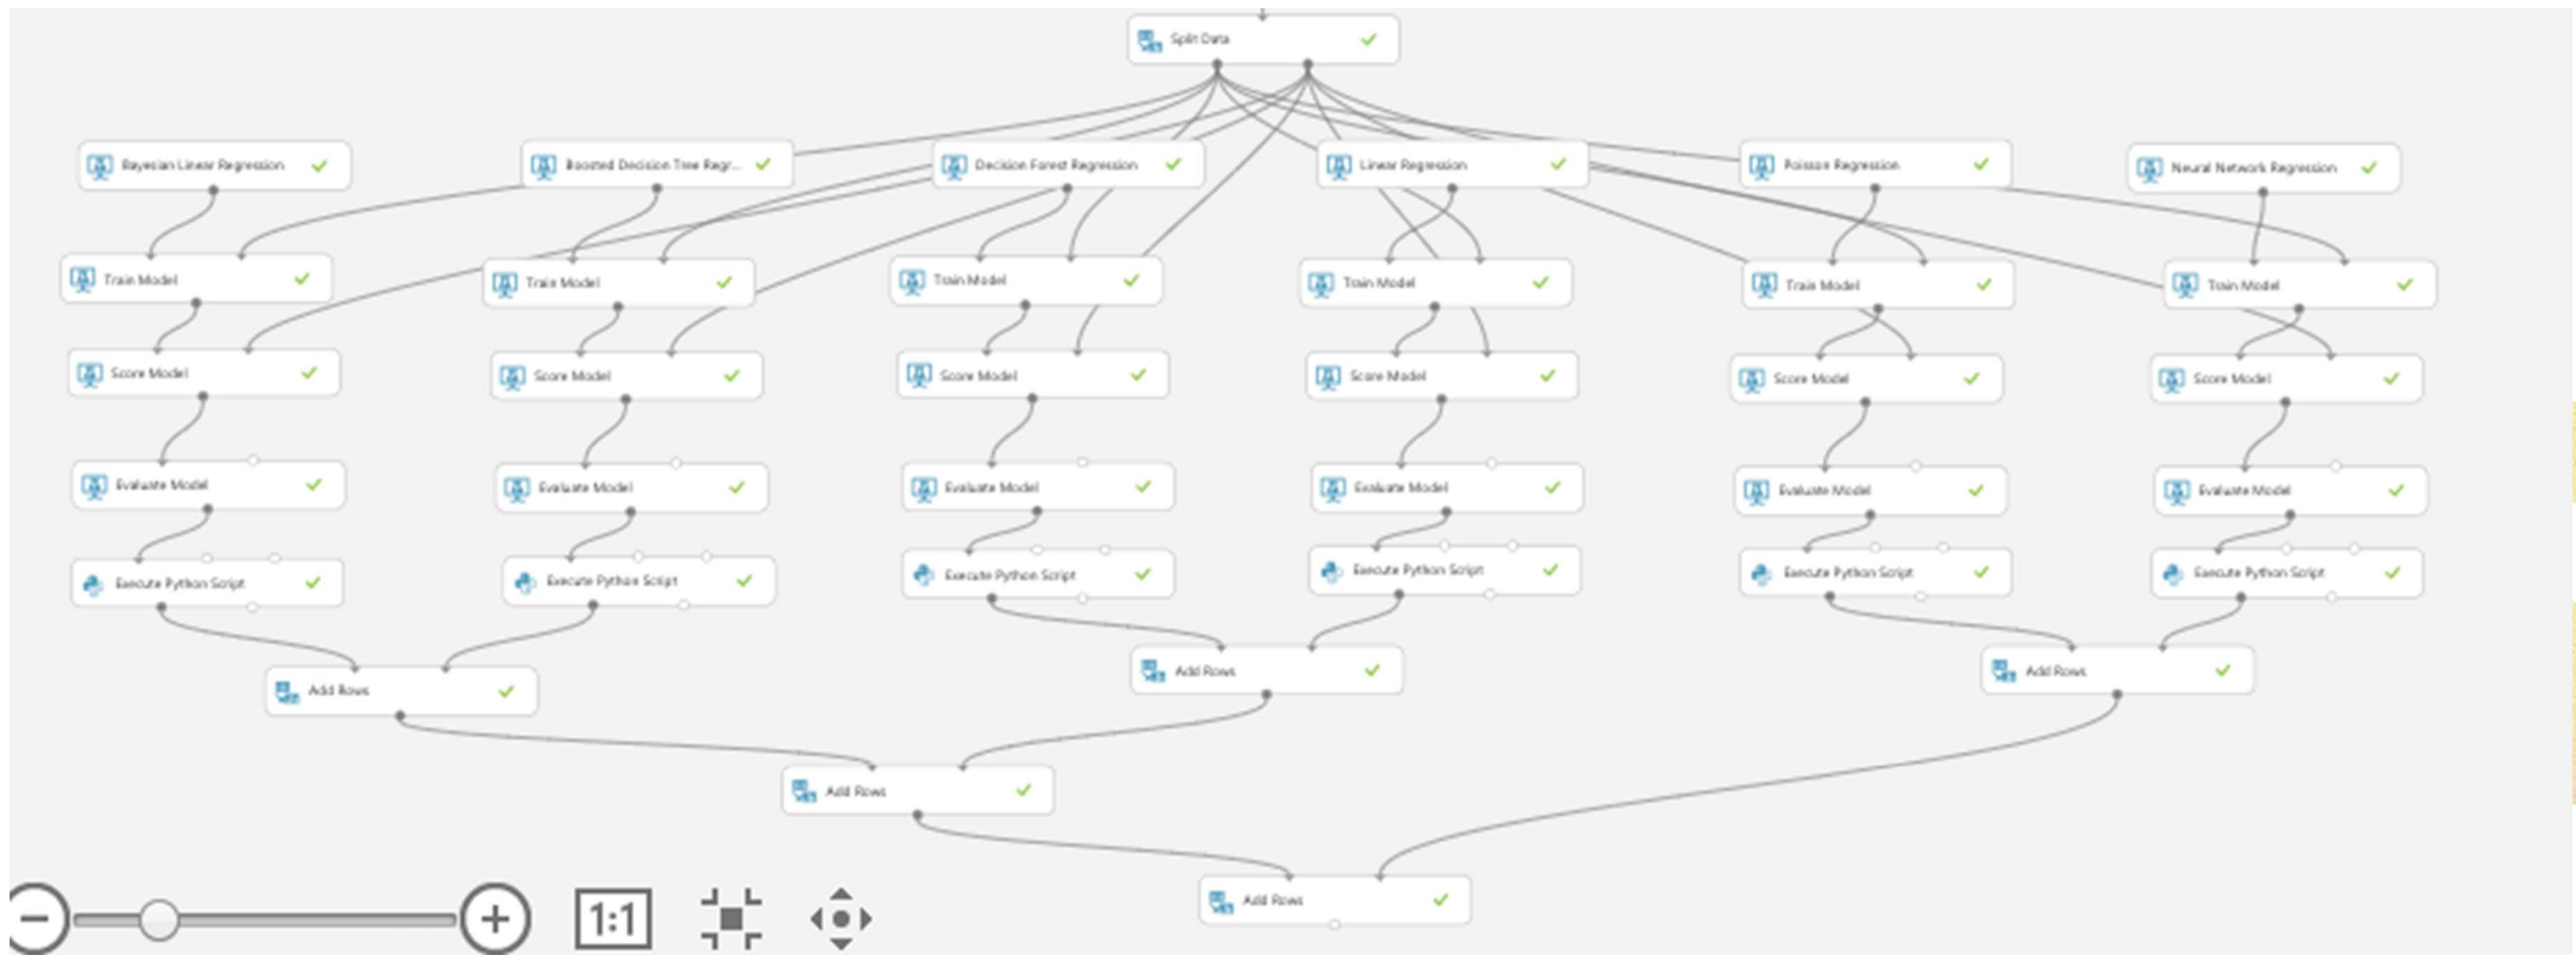 Split Data
Bayesian Linear Regression
Boosted Decision Tree Regr...
Decision Forest Regression
Linear Regression
Poisson Regression
Neural Network Regression
Train Model
Train Model
Train Model
Train Model
Train Model
Train Model
Score Model
Score Model
Score Model
Score Model
Score Model
Score Model
Evaluate Model
Evaluate Model
Evaluate Model
Evaluate Model
Evaluate Model
Evaluate Model
Execute Python Script
Execute Python Script
Execute Python Script
Execute Python Script
Execute Python Script
Execute Python Script
Add Rows
Add Rows
Add Rows
Add Rows
Add Rows
1:1